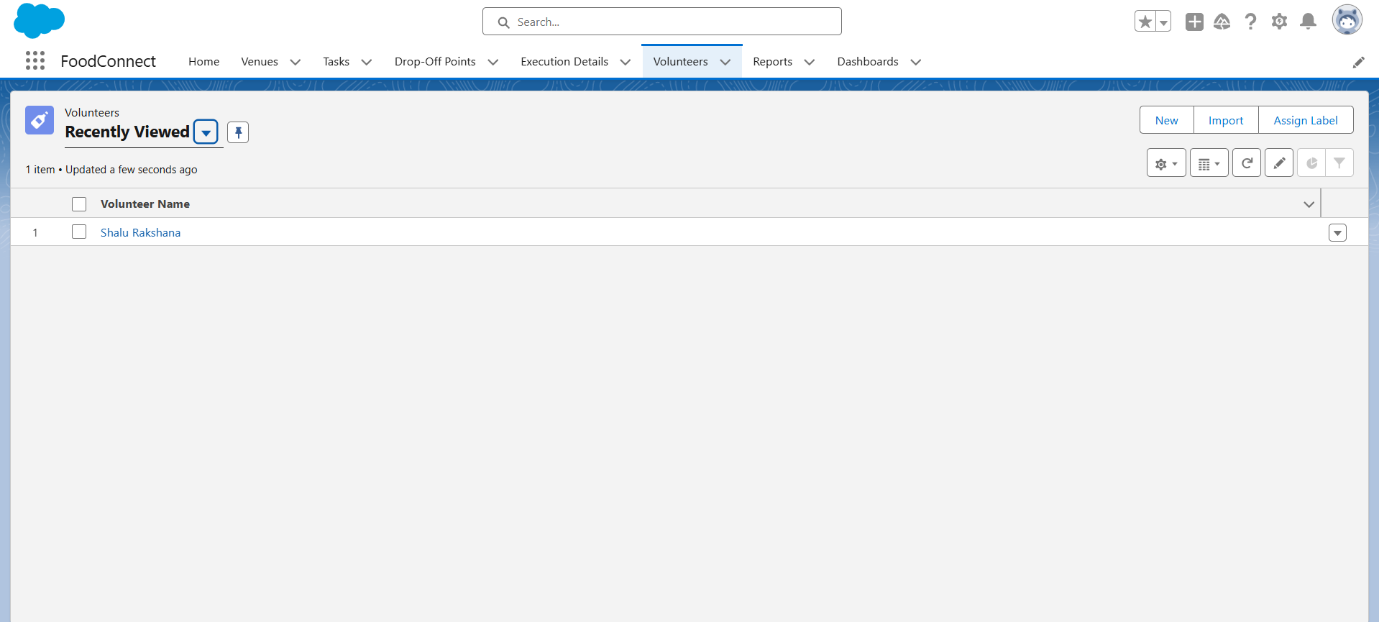 Search...
FoodConnect Home Venues Tasks Drop-Off Points Execution Details Volunteers Reports Dashboards
Volunteers
Recently Viewed
New Import Assign Label
1 item • Updated a few seconds ago
Volunteer Name
1 Shalu Rakshana